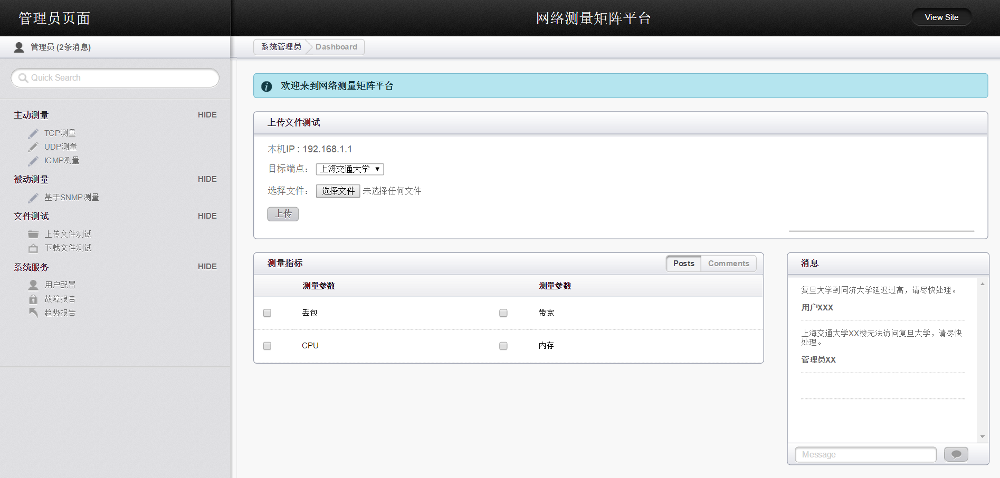 管理员页面
网络测量矩阵平台
View Site
管理员 (2条消息)
系统管理员
Dashboard
Quick Search
欢迎来到网络测量矩阵平台
主动测量
HIDE
TCP测量
UDP测量
ICMP测量
被动测量
HIDE
基于SNMP测量
文件测试
HIDE
上传文件测试
下载文件测试
系统服务
HIDE
用户配置
故障报告
趋势报告
上传文件测试
本机IP : 192.168.1.1
目标端点： 上海交通大学
选择文件： 选择文件 未选择任何文件
上传
测量指标
Posts
Comments
测量参数
测量参数
丢包
带宽
CPU
内存
消息
复旦大学到同济大学延迟过高，请尽快处理。
用户XXX
上海交通大学XX楼无法访问复旦大学，请尽快
处理。
管理员XX
Message